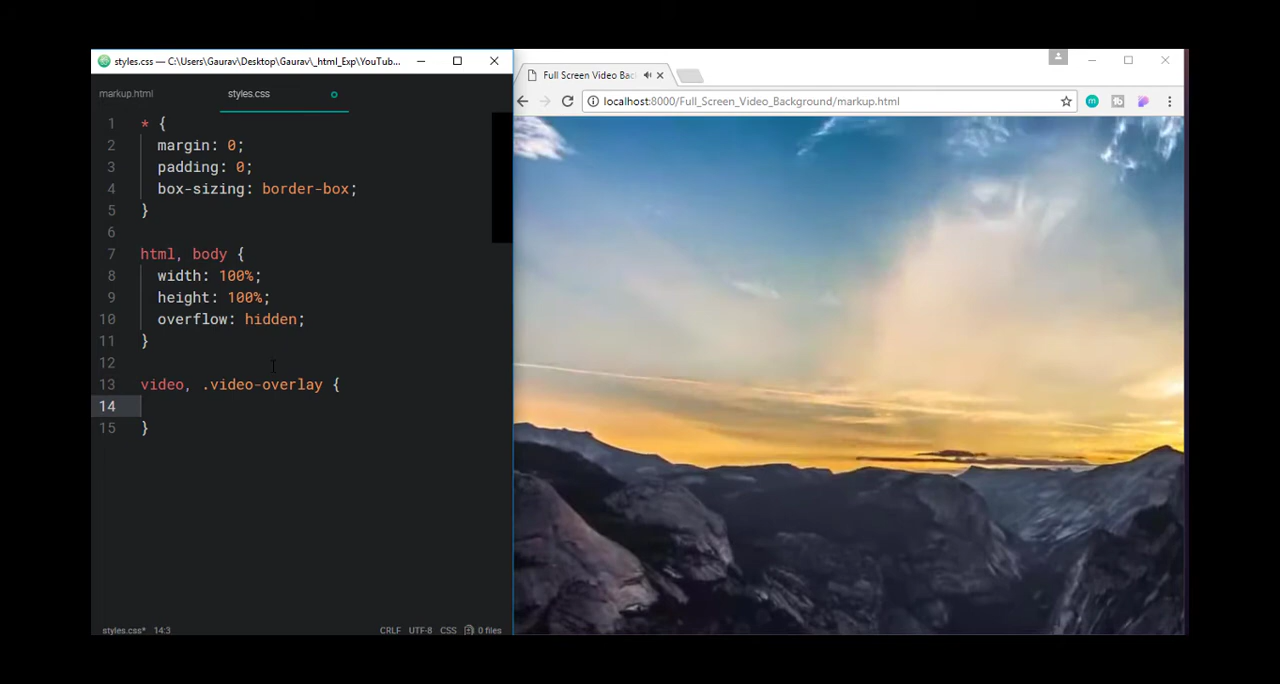 styles.css — C:\Users\Gaurav\Desktop\Gaurav\_html_Exp\YouTub...
markup.html
styles.css
1 * {
2 margin: 0;
3 padding: 0;
4 box-sizing: border-box;
5 }
6
7 html, body {
8 width: 100%;
9 height: 100%;
10 overflow: hidden;
11 }
12
13 video, .video-overlay {
14
15 }
styles.css* 14:3
CRLF UTF-8 CSS 0 files
Full Screen Video Bac
localhost:8000/Full_Screen_Video_Background/markup.html
m